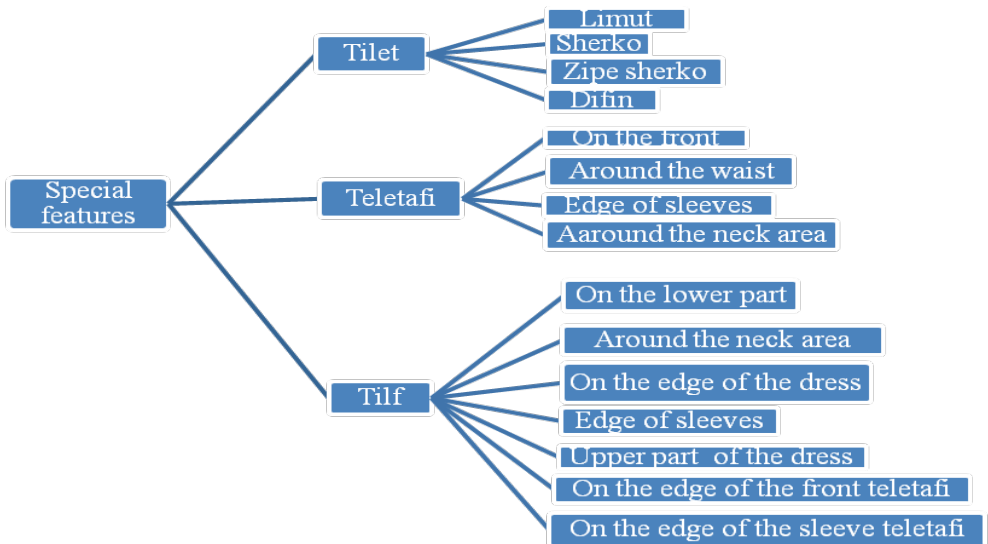 Special
features
Tilet
Limut
Sherko
Zipe sherko
Difin
Teletafi
On the front
Around the waist
Edge of sleeves
Aaround the neck area
Tilf
On the lower part
Around the neck area
On the edge of the dress
Edge of sleeves
Upper part of the dress
On the edge of the front teletafi
On the edge of the sleeve teletafi